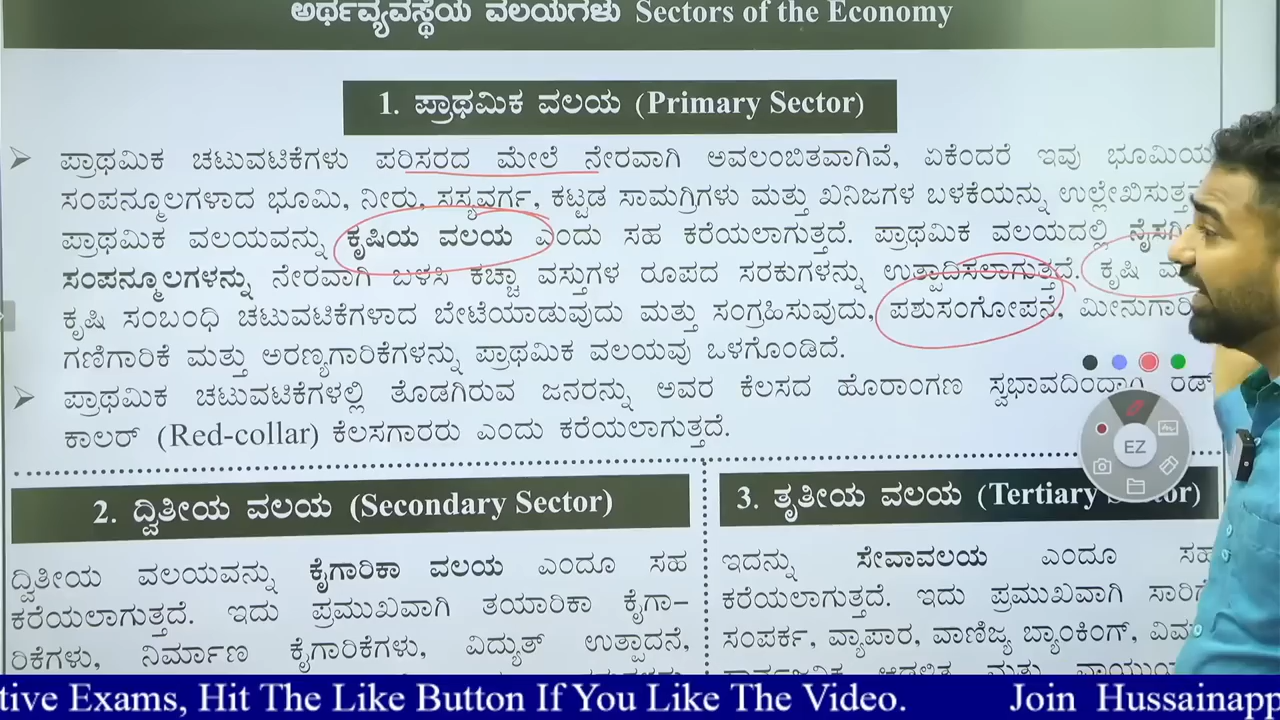 ಅರ್ಥವ್ಯವಸ್ಥೆಯ ವಲಯಗಳು Sectors of the Economy
1. ಪ್ರಾಥಮಿಕ ವಲಯ (Primary Sector)
➢ ಪ್ರಾಥಮಿಕ ಚಟುವಟಿಕೆಗಳು ಪರಿಸರದ ಮೇಲೆ ನೇರವಾಗಿ ಅವಲಂಬಿತವಾಗಿವೆ, ಏಕೆಂದರೆ ಇವು ಭೂಮಿಯ
ಸಂಪನ್ಮೂಲಗಳಾದ ಭೂಮಿ, ನೀರು, ಸಸ್ಯವರ್ಗ, ಕಟ್ಟಡ ಸಾಮಗ್ರಿಗಳು ಮತ್ತು ಖನಿಜಗಳ ಬಳಕೆಯನ್ನು
ಪ್ರಾಥಮಿಕ ವಲಯವನ್ನು ಕೃಷಿಯ ವಲಯ ಎಂದು ಸಹ ಕರೆಯಲಾಗುತ್ತದೆ. ಪ್ರಾಥಮಿಕ ವಲಯದಲ್ಲಿ
ಸಂಪನ್ಮೂಲಗಳನ್ನು ನೇರವಾಗಿ ಬಳಸಿ ಕಚ್ಚಾ ವಸ್ತುಗಳ ರೂಪದ ಸರಕುಗಳನ್ನು ಉತ್ಪಾದಿಸಲಾಗುತ್ತದೆ. ಕೃಷಿ
ಕೃಷಿ ಸಂಬಂಧಿ ಚಟುವಟಿಕೆಗಳಾದ ಬೇಟೆಯಾಡುವುದು ಮತ್ತು ಸಂಗ್ರಹಿಸುವುದು, ಪಶುಸಂಗೋಪನೆ,
ಗಣಿಗಾರಿಕೆ ಮತ್ತು ಅರಣ್ಯಗಾರಿಕೆಗಳನ್ನು ಪ್ರಾಥಮಿಕ ವಲಯವು ಒಳಗೊಂಡಿದೆ.
➢ ಪ್ರಾಥಮಿಕ ಚಟುವಟಿಕೆಗಳಲ್ಲಿ ತೊಡಗಿರುವ ಜನರನ್ನು ಅವರ ಕೆಲಸದ ಹೊರಾಂಗಣ ಸ್ವಭಾವದಿಂದಾಗಿ ರೆಡ್
ಕಾಲರ್ (Red-collar) ಕೆಲಸಗಾರರು ಎಂದು ಕರೆಯಲಾಗುತ್ತದೆ.
EZ
2. ದ್ವಿತೀಯ ವಲಯ (Secondary Sector)
ದ್ವಿತೀಯ ವಲಯವನ್ನು ಕೈಗಾರಿಕಾ ವಲಯ ಎಂದೂ ಸಹ
ಕರೆಯಲಾಗುತ್ತದೆ. ಇದು ಪ್ರಮುಖವಾಗಿ ತಯಾರಿಕಾ ಕೈಗಾ–
ರಿಕೆಗಳು, ನಿರ್ಮಾಣ ಕೈಗಾರಿಕೆಗಳು, ವಿದ್ಯುತ್ ಉತ್ಪಾದನೆ,
3. ತೃತೀಯ ವಲಯ (Tertiary
ಇದನ್ನು ಸೇವಾವಲಯ ಎಂದೂ ಸಹ
ಕರೆಯಲಾಗುತ್ತದೆ. ಇದು ಪ್ರಮುಖವಾಗಿ
ಸಂಪರ್ಕ, ವ್ಯಾಪಾರ, ವಾಣಿಜ್ಯ ಬ್ಯಾಂಕಿಂಗ್,
tive Exams, Hit The Like Button If You Like The Video. Join Hussainapp